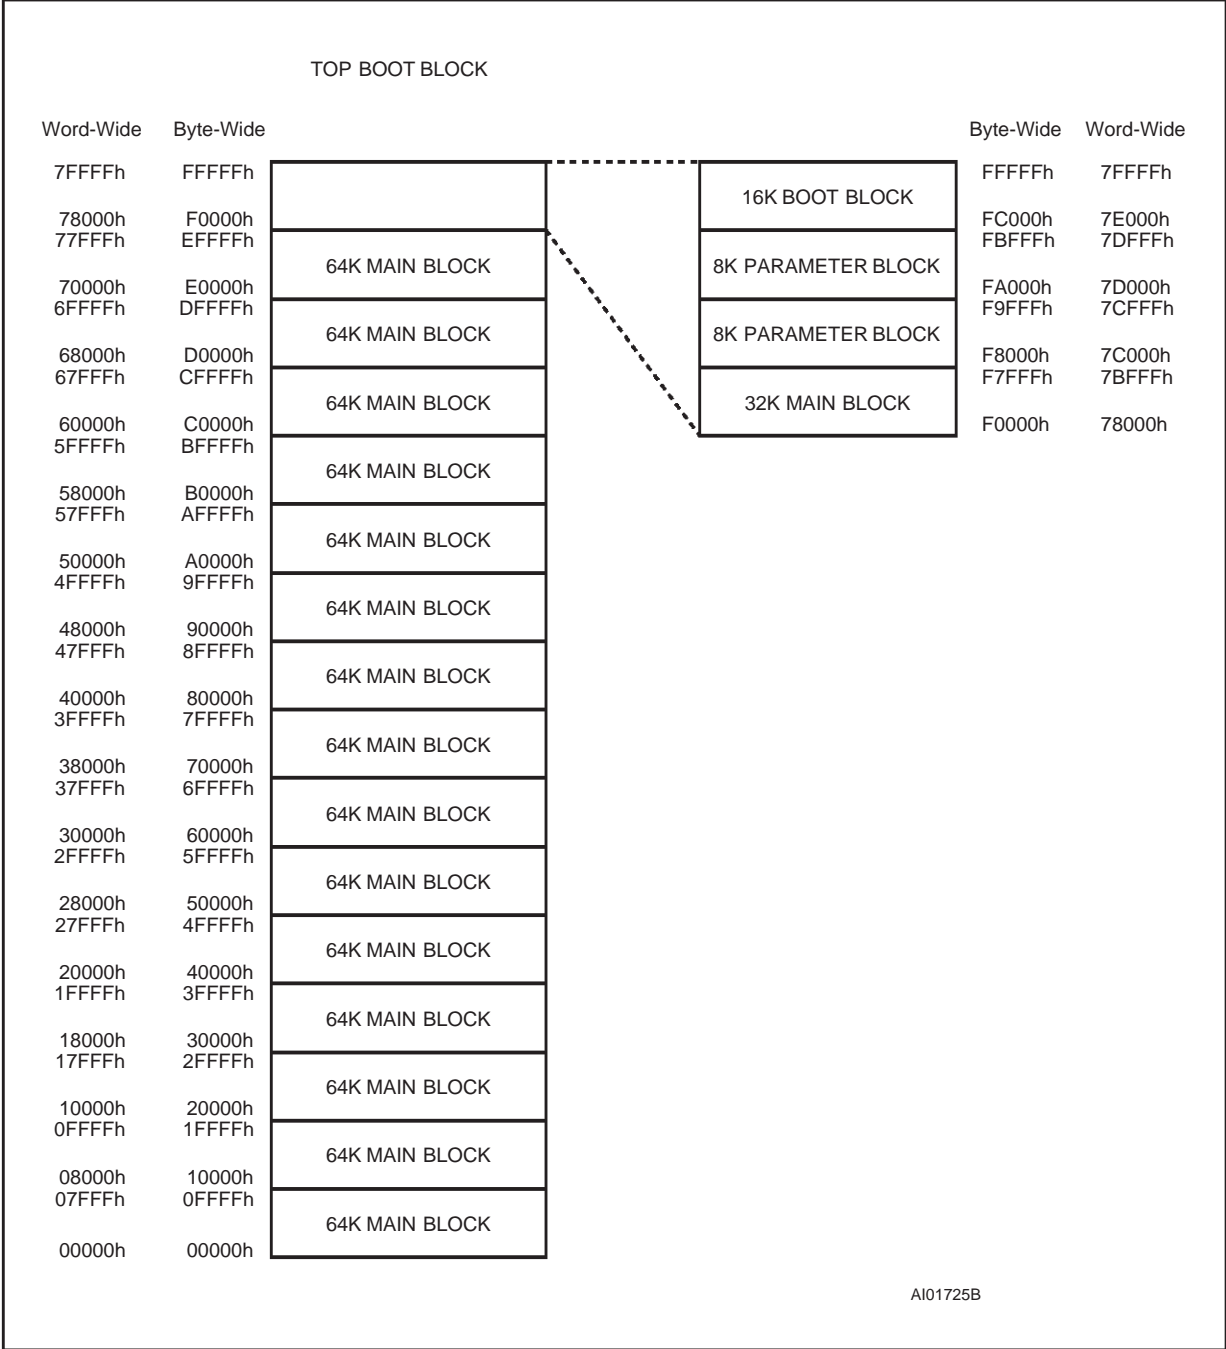 TOP BOOT BLOCK
Word-Wide Byte-Wide Byte-Wide Word-Wide
7FFFFh FFFFFh FFFFFh 7FFFFh
16K BOOT BLOCK
78000h F0000h FC000h 7E000h
77FFFh EFFFFh FBFFFh 7DFFFh
64K MAIN BLOCK 8K PARAMETER BLOCK
70000h E0000h FA000h 7D000h
6FFFFh DFFFFh F9FFFh 7CFFFh
64K MAIN BLOCK 8K PARAMETER BLOCK
68000h D0000h F8000h 7C000h
67FFFh CFFFFh F7FFFh 7BFFFh
64K MAIN BLOCK 32K MAIN BLOCK
60000h C0000h F0000h 78000h
5FFFFh BFFFFh
64K MAIN BLOCK
58000h B0000h
57FFFh AFFFFh
64K MAIN BLOCK
50000h A0000h
4FFFFh 9FFFFh
64K MAIN BLOCK
48000h 90000h
47FFFh 8FFFFh
64K MAIN BLOCK
40000h 80000h
3FFFFh 7FFFFh
64K MAIN BLOCK
38000h 70000h
37FFFh 6FFFFh
64K MAIN BLOCK
30000h 60000h
2FFFFh 5FFFFh
64K MAIN BLOCK
28000h 50000h
27FFFh 4FFFFh
64K MAIN BLOCK
20000h 40000h
1FFFFh 3FFFFh
64K MAIN BLOCK
18000h 30000h
17FFFh 2FFFFh
64K MAIN BLOCK
10000h 20000h
0FFFFh 1FFFFh
64K MAIN BLOCK
08000h 10000h
07FFFh 0FFFFh
64K MAIN BLOCK
00000h 00000h
AI01725B